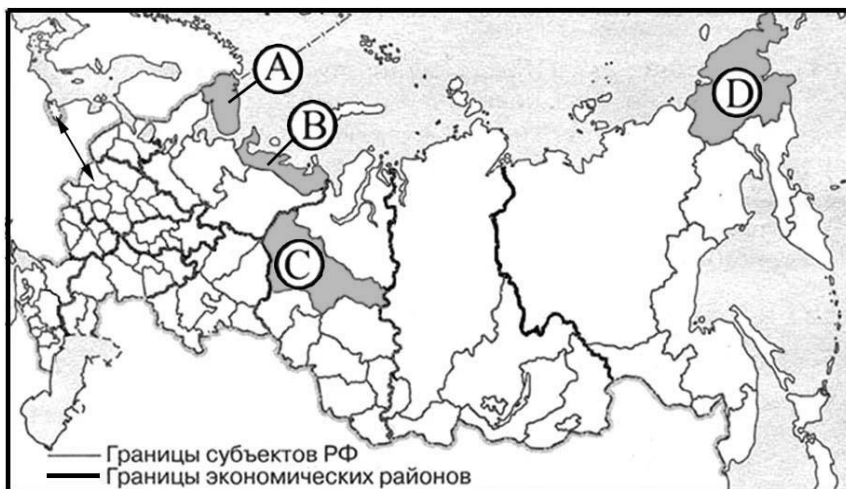 A
B
D
C
Границы субъектов РФ
Границы экономических районов